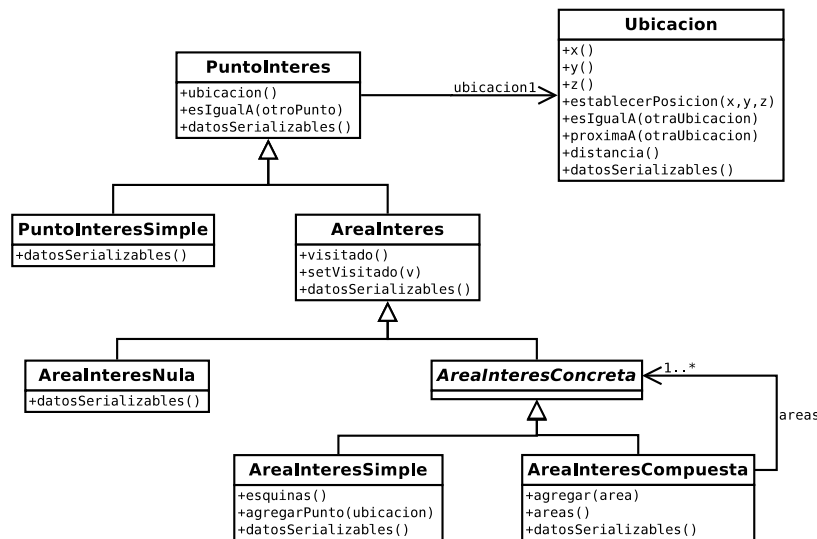 PuntoInteres
+ubicacion()
+esIgualA(otroPunto)
+datosSerializables()
ubicacion1
Ubicacion
+x()
+y()
+z()
+establecerPosicion(x,y,z)
+esIgualA(otraUbicacion)
+proximaA(otraUbicacion)
+distancia()
+datosSerializables()
PuntoInteresSimple
+datosSerializables()
AreaInteres
+visitado()
+setVisitado(v)
+datosSerializables()
AreaInteresNula
+datosSerializables()
AreaInteresConcreta
1..*
areas
AreaInteresSimple
+esquinas()
+agregarPunto(ubicacion)
+datosSerializables()
AreaInteresCompuesta
+agregar(area)
+areas()
+datosSerializables()